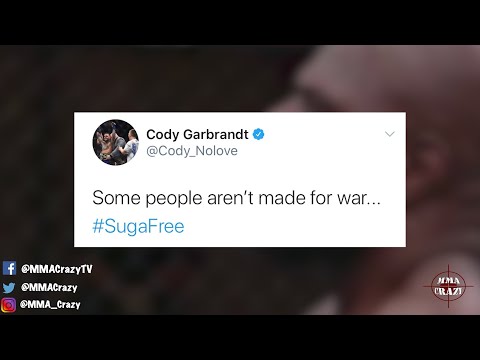 Cody Garbrandt
@Cody_Nolove
Some people aren't made for war...
#SugaFree
@MMACrazyTV
@MMACrazy
@MMA_Crazy
MMA
CRAZY